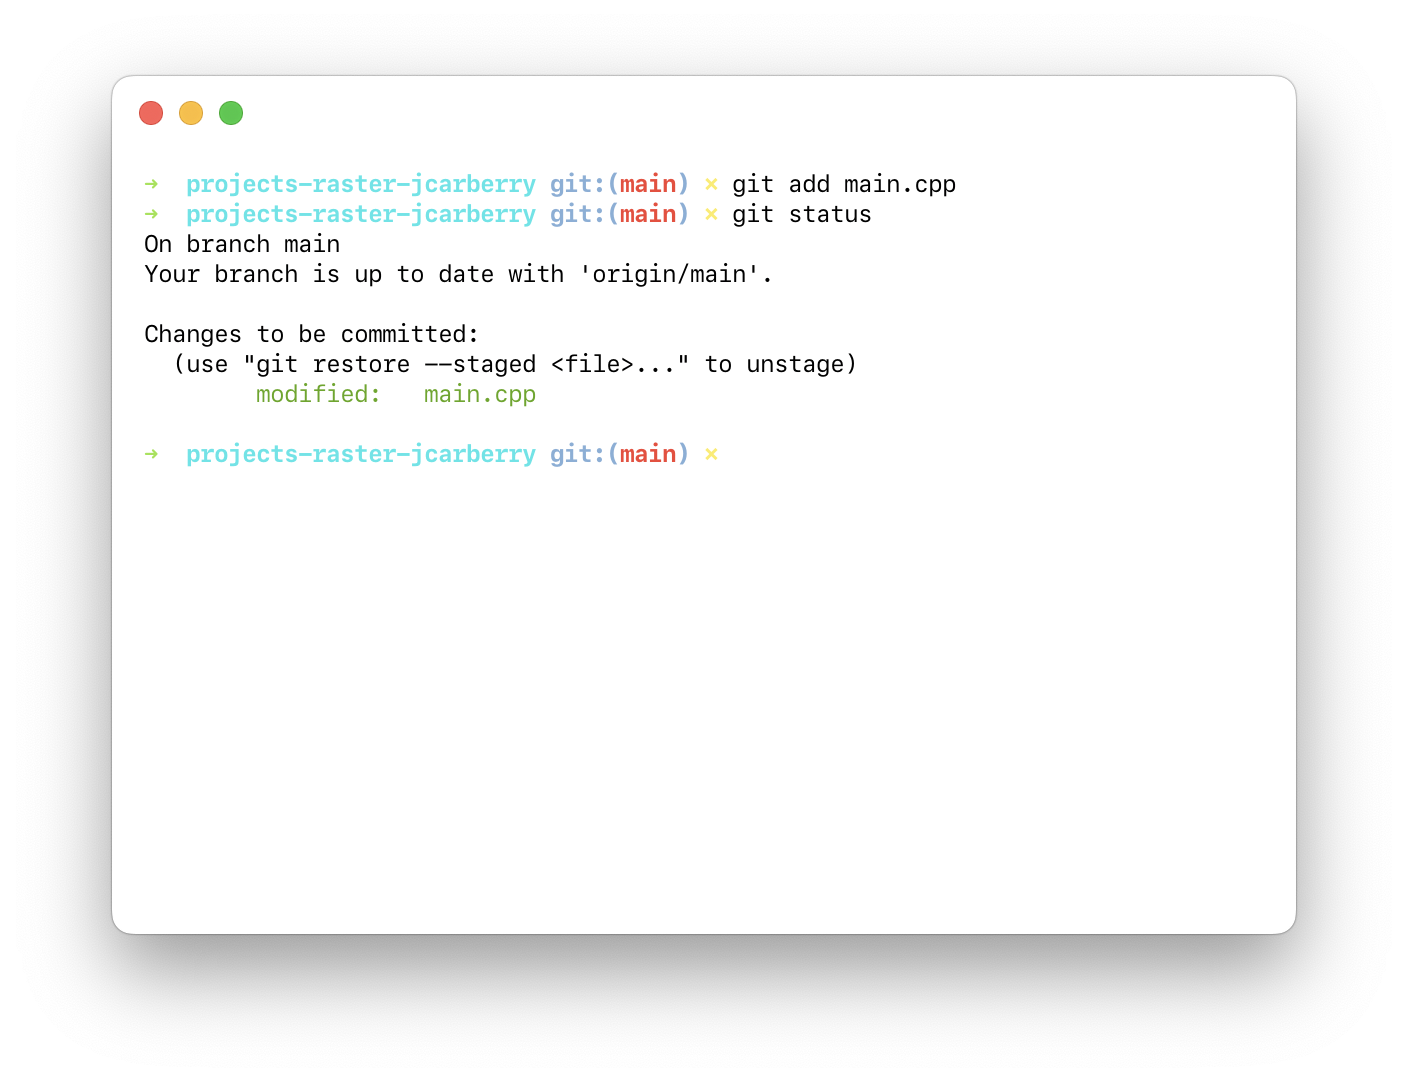 ➜  projects-raster-jcarberry git:(main) ✗ git add main.cpp
➜  projects-raster-jcarberry git:(main) ✗ git status
On branch main
Your branch is up to date with 'origin/main'.

Changes to be committed:
  (use "git restore --staged <file>..." to unstage)
        modified:   main.cpp

➜  projects-raster-jcarberry git:(main) ✗